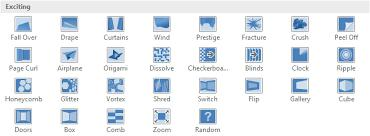 Exciting
Fall Over Drape Curtains Wind Prestige Fracture Crush Peel Off
Page Curl Airplane Origami Dissolve Checkerboa... Blinds Clock Ripple
Honeycomb Glitter Vortex Shred Switch Flip Gallery Cube
Doors Box Comb Zoom Random